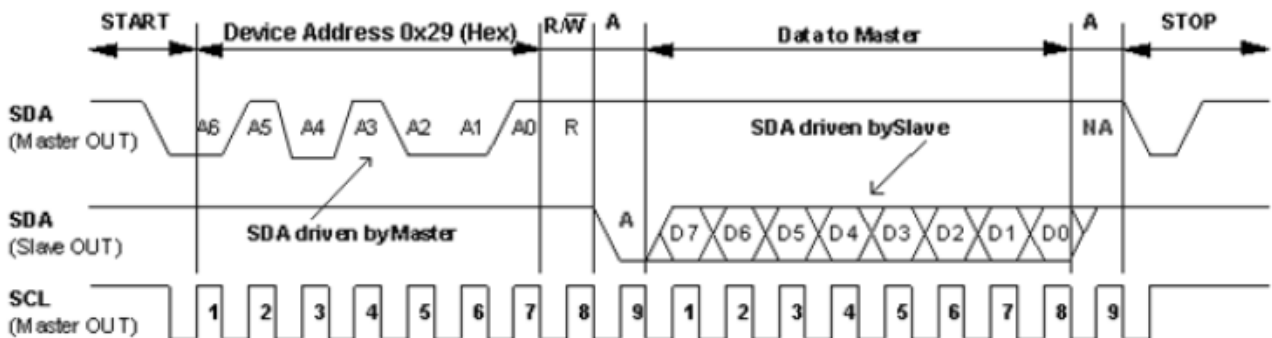 START Device Address 0x29 (Hex) R/W̅ A Data to Master A STOP
SDA
(Master OUT)
A6 A5 A4 A3 A2 A1 A0 R SDA driven bySlave NA
SDA
(Slave OUT)
SDA driven byMaster A D7 D6 D5 D4 D3 D2 D1 D0
SCL
(Master OUT)
1 2 3 4 5 6 7 8 9 1 2 3 4 5 6 7 8 9